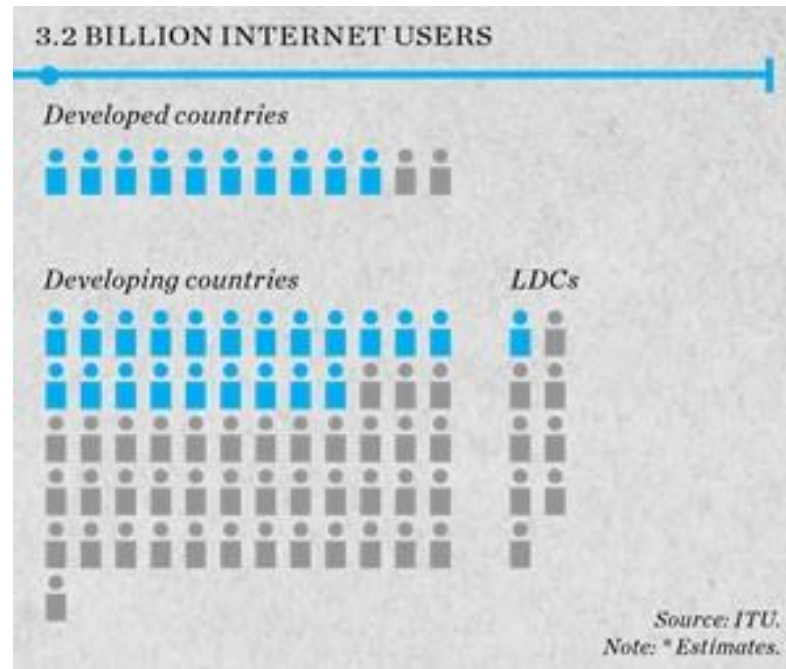 3.2 BILLION INTERNET USERS
Developed countries
Developing countries
LDCs
Source: ITU.
Note: * Estimates.